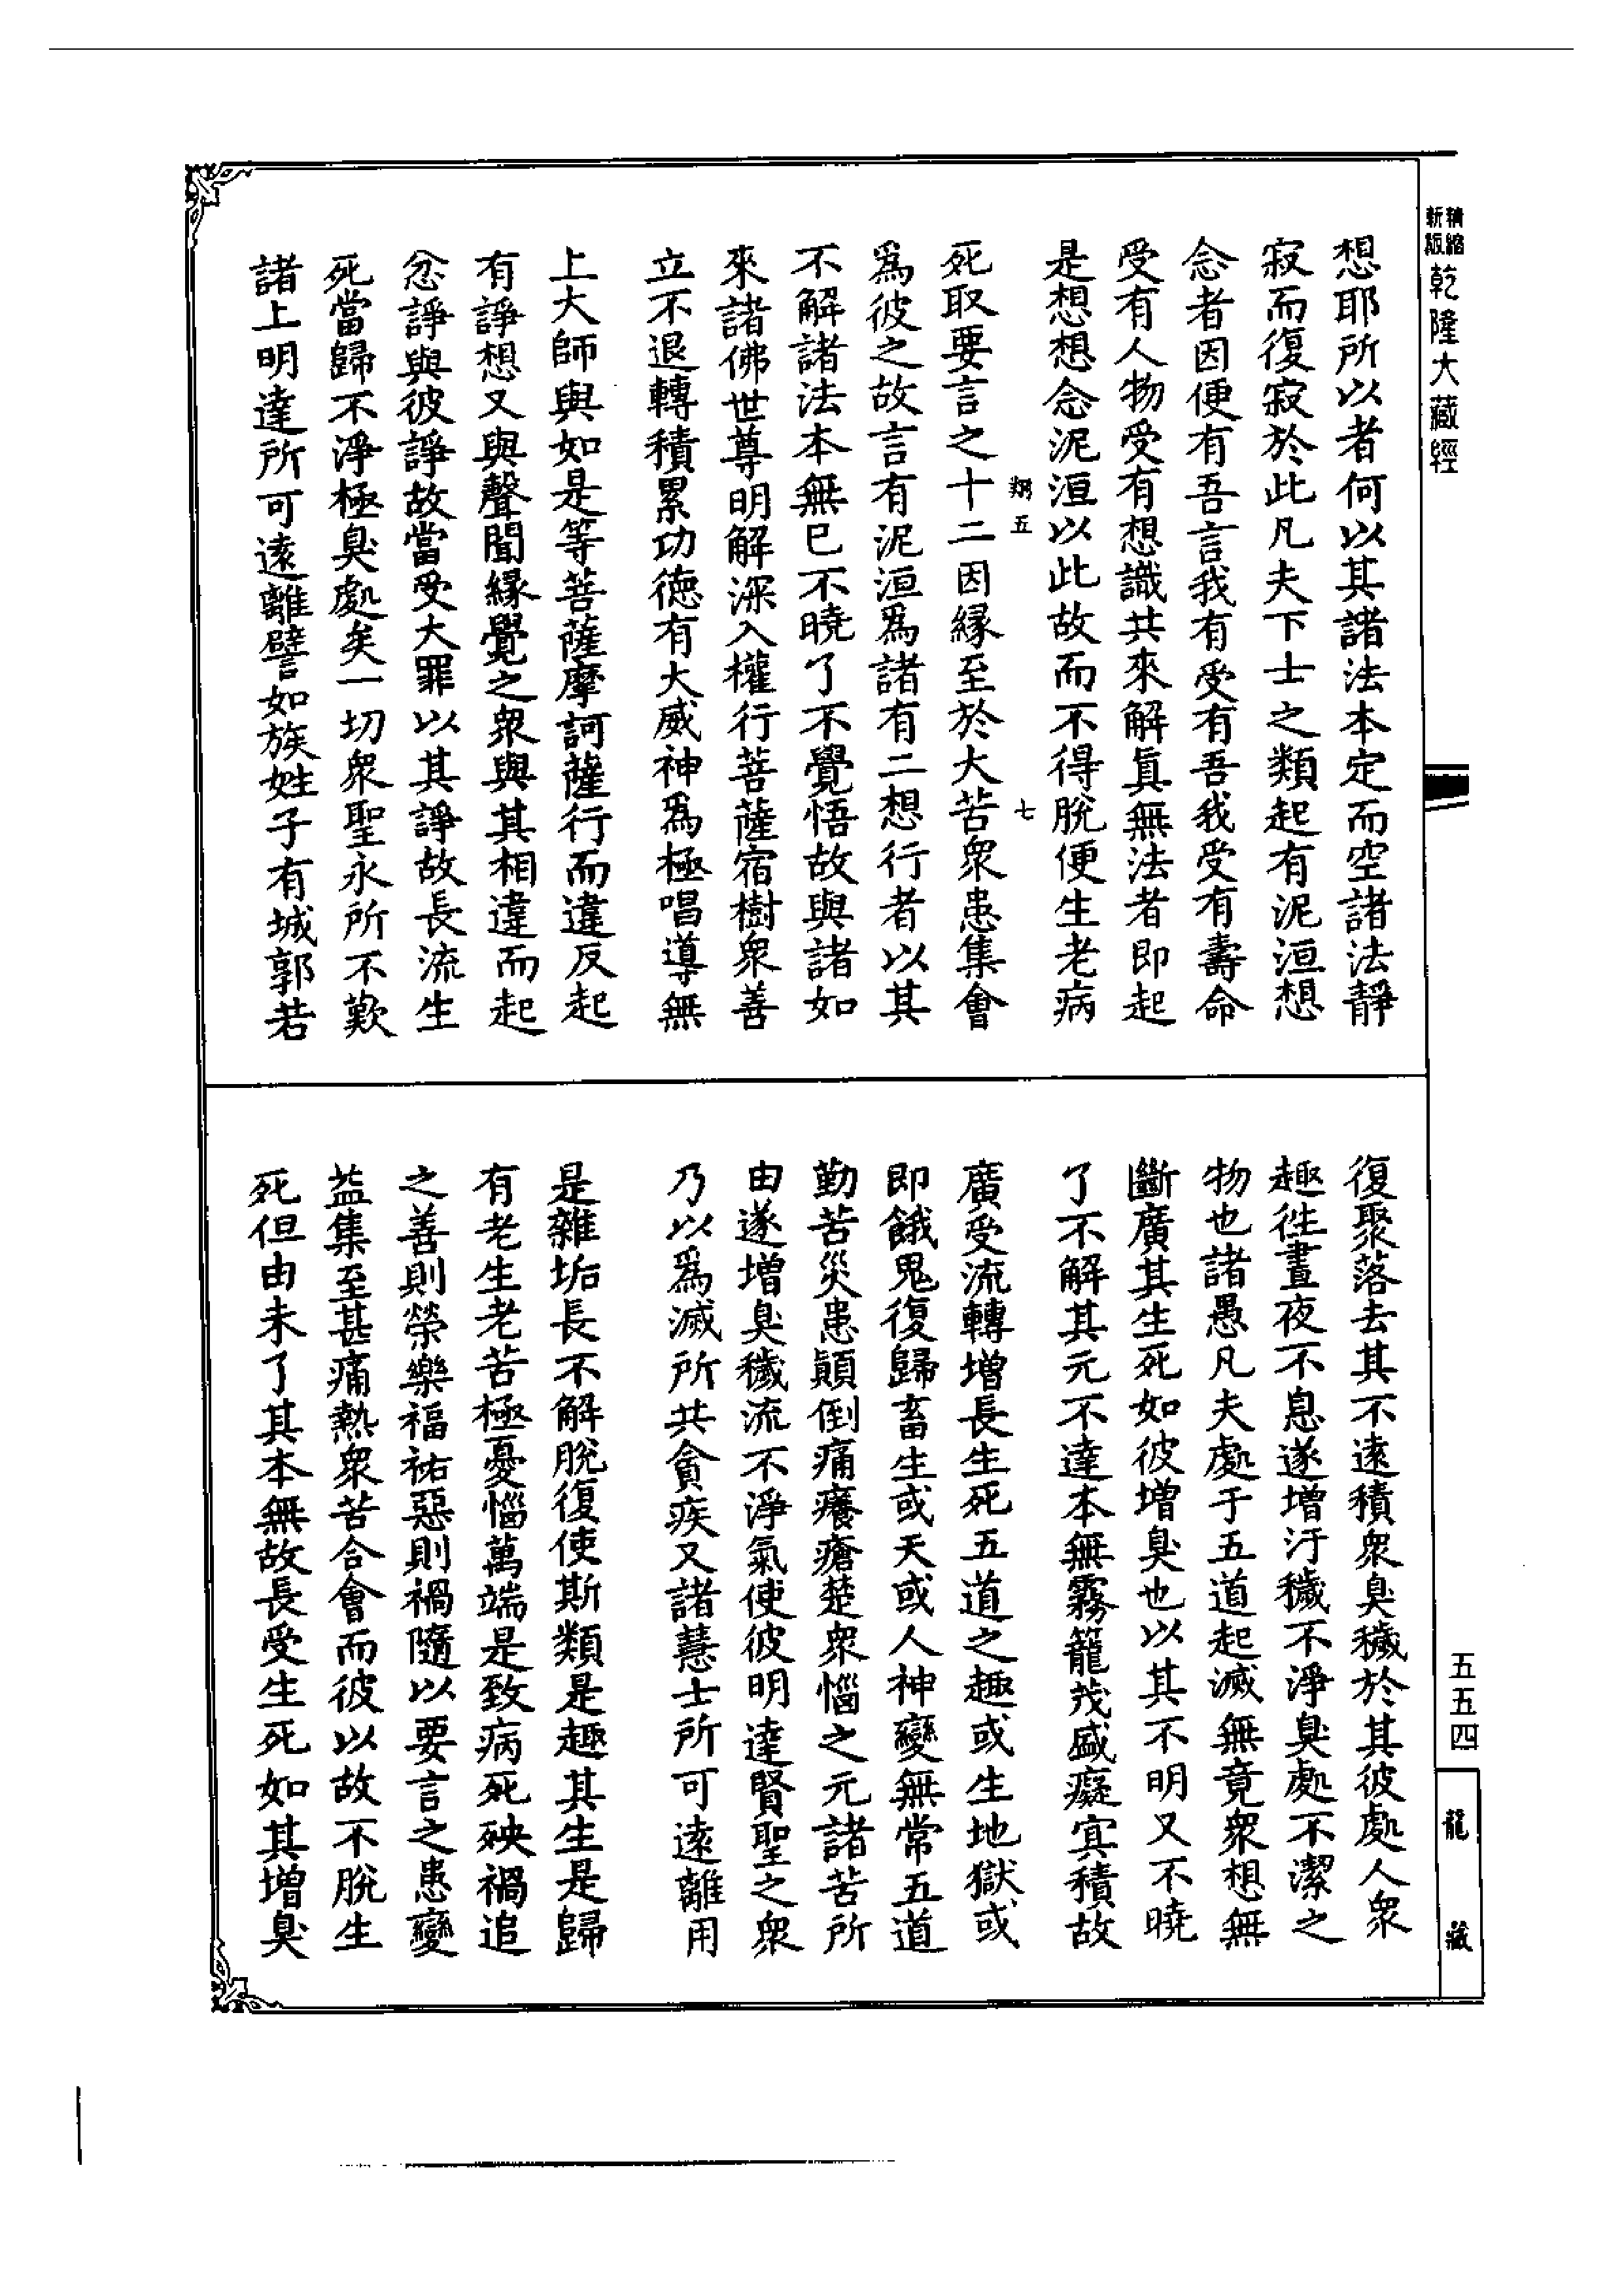 精縮新版乾隆大藏經
想耶所以者何以其諸法本定而空諸法靜
寂而復寂於此凡夫下士之類起有泥洹想
念者因便有吾言我有受有吾我受有壽命
受有人物受有想識共來解真無法者即起
是想想念泥洹以此故而不得脫便生老病
翔五 七
死取要言之十二因緣至於大苦衆患集會
爲彼之故言有泥洹爲諸有二想行者以其
不解諸法本無已不曉了不覺悟故與諸如
來諸佛世尊明解深入權行菩薩宿樹衆善
立不退轉積累功德有大威神爲極唱導無
上大師與如是等菩薩摩訶薩行而違反起
有諍想又與聲聞緣覺之衆與其相違而起
忿諍與彼諍故當受大罪以其諍故長流生
死當歸不淨極臭處矣一切衆聖永所不歎
諸上明達所可遠離譬如族姓子有城郭若
復聚落去其不遠積衆臭穢於其彼處人衆
趣徃晝夜不息遂增汙穢不淨臭處不潔之
物也諸愚凡夫處于五道起滅無竟衆想無
斷廣其生死如彼增臭也以其不明又不曉
了不解其元不達本無霧籠茂盛癡冥積故
廣受流轉增長生死五道之趣或生地獄或
即餓鬼復歸畜生或天或人神變無常五道
勤苦災患顛倒痛癢瘡楚衆惱之元諸苦所
由遂增臭穢流不淨氣使彼明達賢聖之衆
乃以爲滅所共貪疾又諸慧士所可遠離用
是雜垢長不解脫復使斯類是趣其生是歸
有老生老苦極憂惱萬端是致病死殃禍追
之善則榮樂福祐惡則禍隨以要言之患變
益集至甚痛熱衆苦合會而彼以故不脫生
死但由未了其本無故長受生死如其增臭
五五四
龍藏